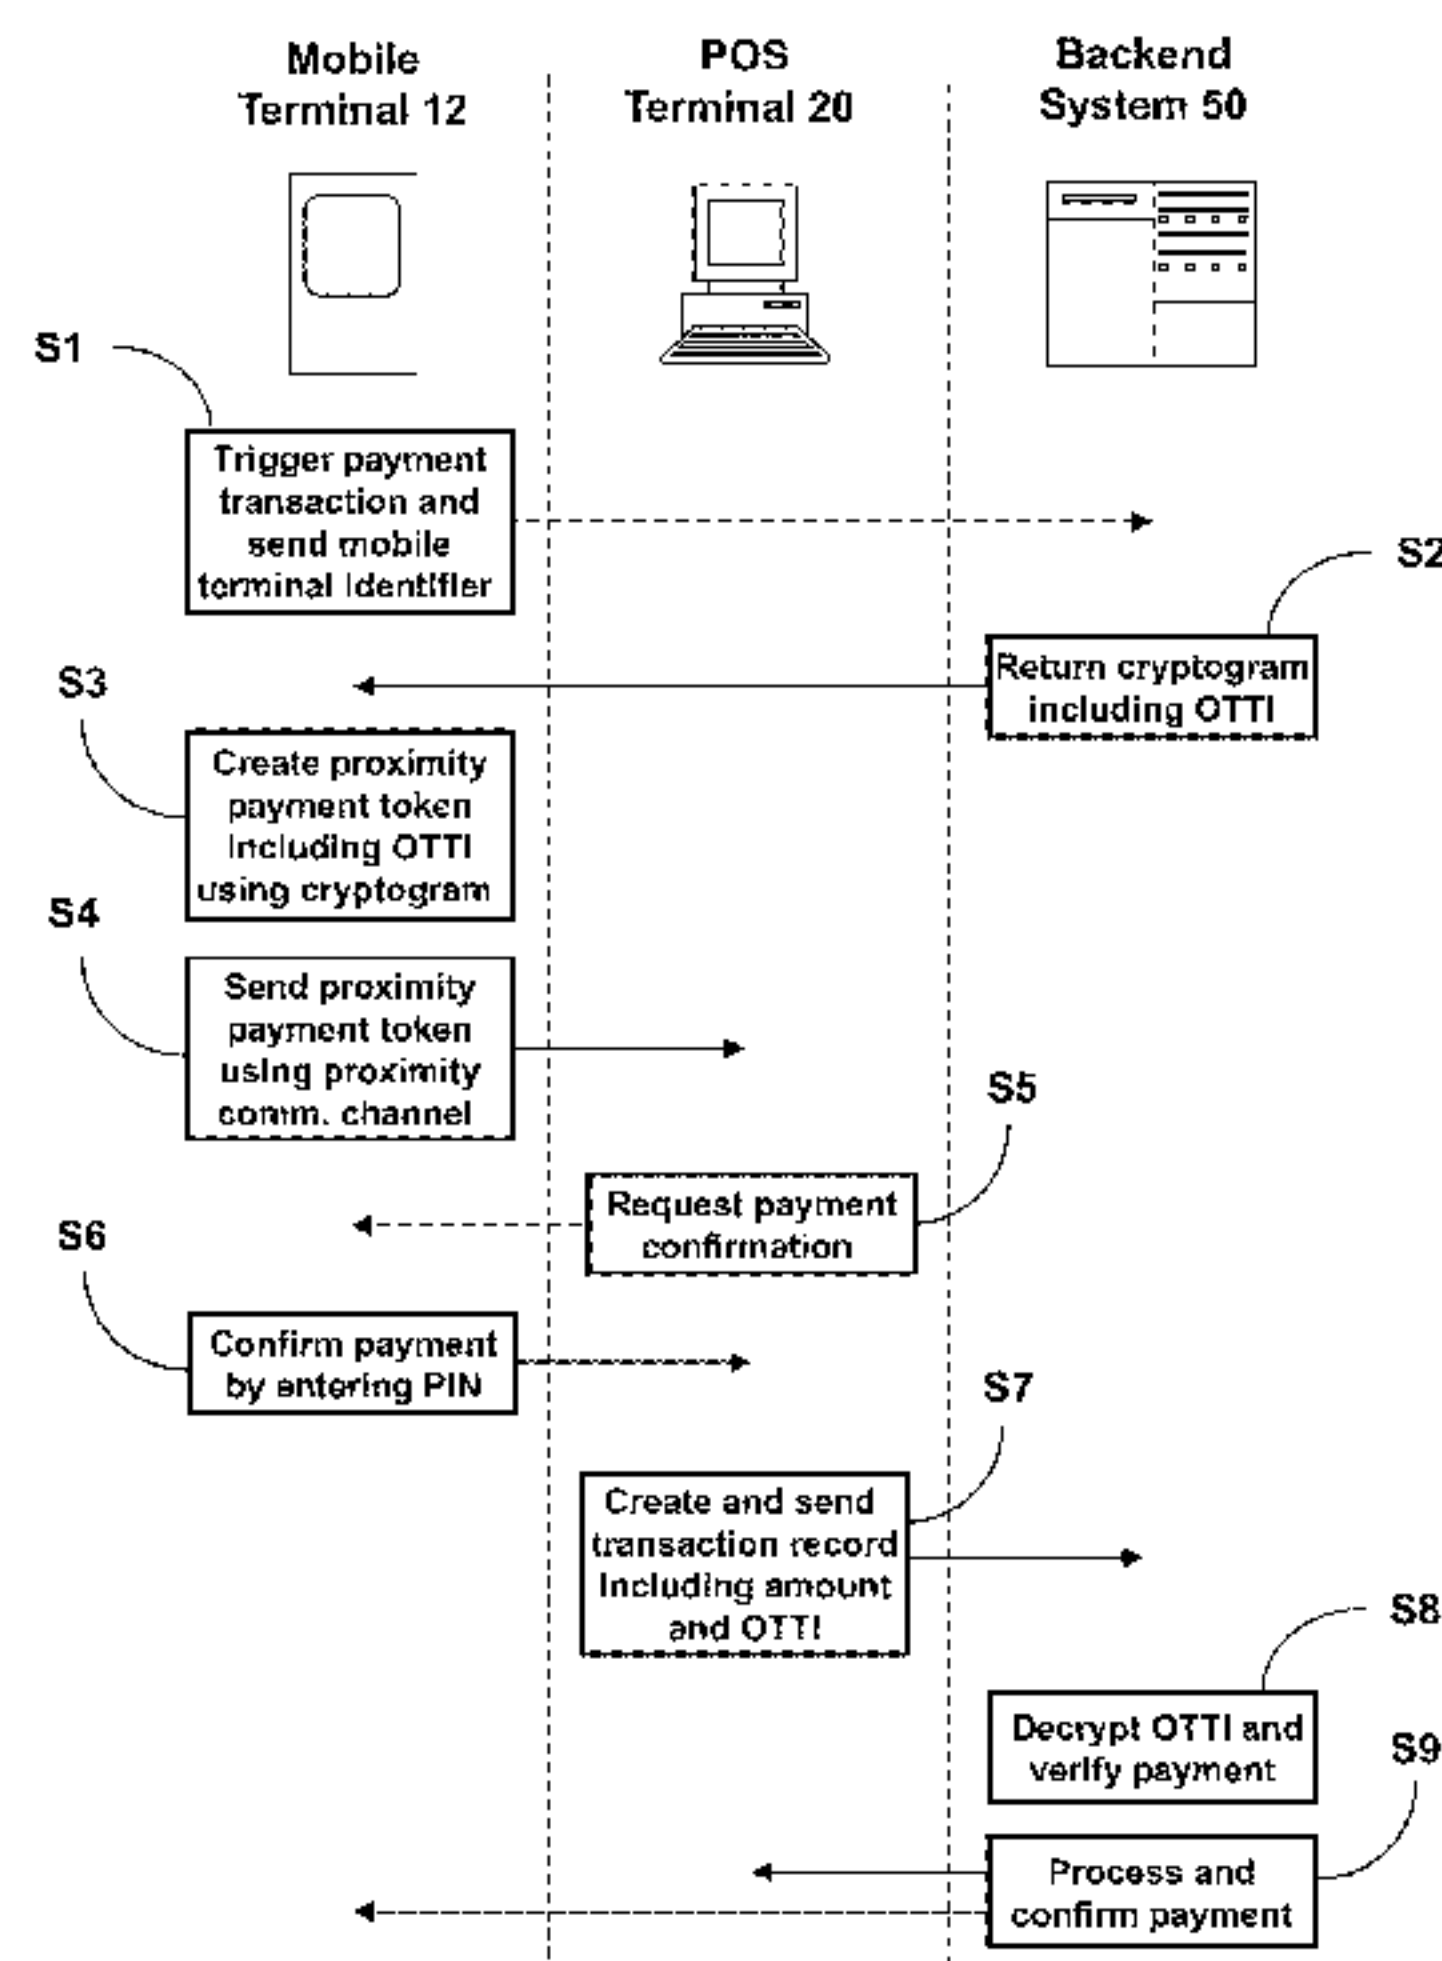 Mobile
Terminal 12
POS
Terminal 20
Backend
System 50
S1
Trigger payment
transaction and
send mobile
terminal identifier
S2
Return cryptogram
including OTTI
S3
Create proximity
payment token
including OTTI
using cryptogram
S4
Send proximity
payment token
using proximity
comm. channel
S5
Request payment
confirmation
S6
Confirm payment
by entering PIN
S7
Create and send
transaction record
including amount
and OTTI
S8
Decrypt OTTI and
verify payment
S9
Process and
confirm payment